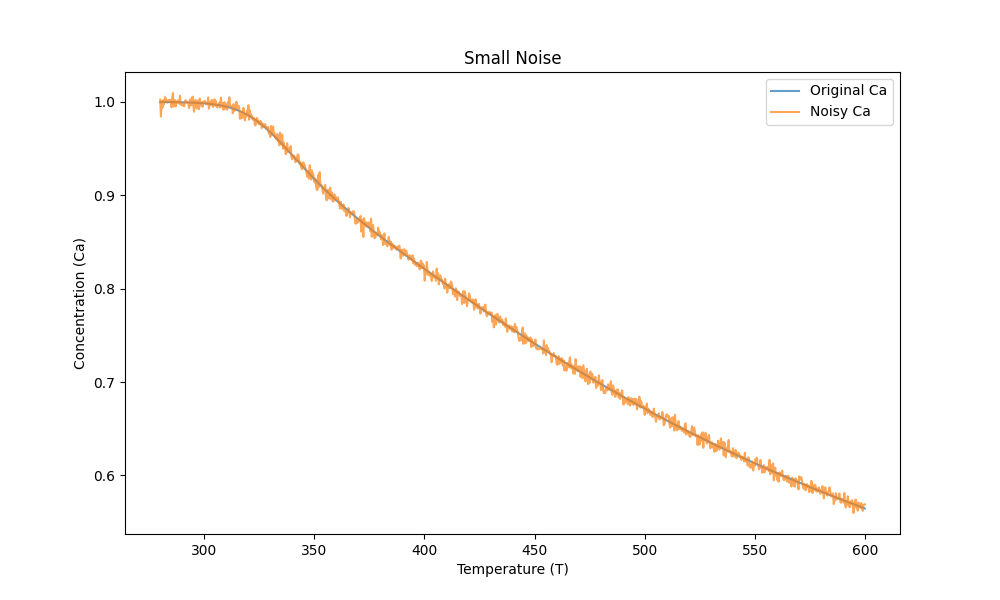 Small Noise
Original Ca
Noisy Ca
1.0
0.9
0.8
0.7
0.6
Concentration (Ca)
300 350 400 450 500 550 600
Temperature (T)